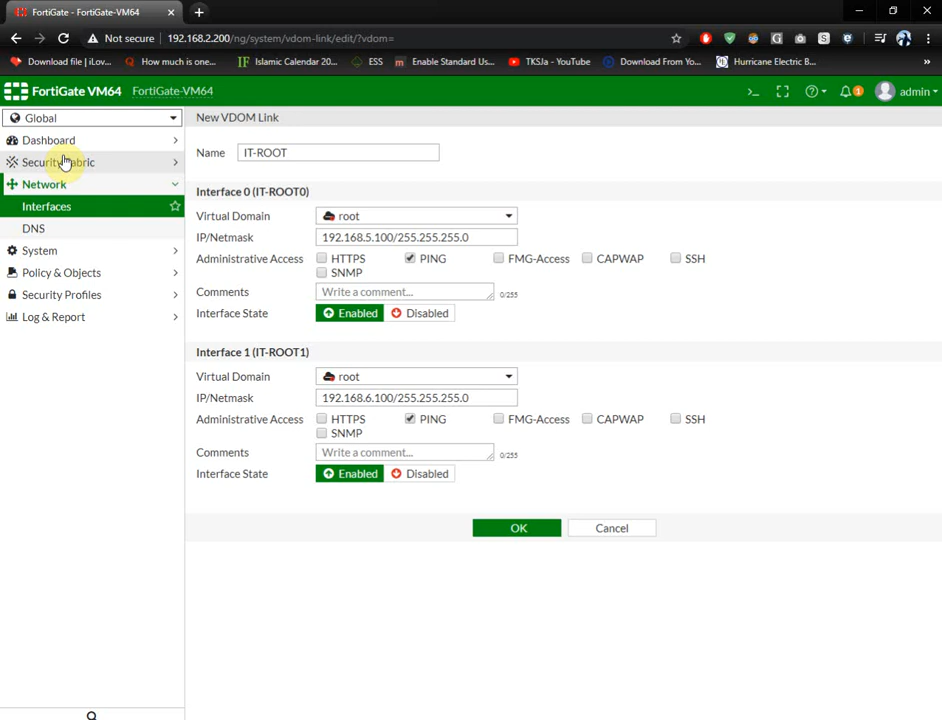 FortiGate - FortiGate-VM64
Not secure 192.168.2.200/ng/system/vdom-link/edit/?vdom=
Download file | iLov... How much is one... Islamic Calendar 20... ESS Enable Standard Us... TKSJa - YouTube Download From Yo... Hurricane Electric B...
FortiGate VM64 FortiGate-VM64 1 admin
Global
Dashboard
Security Fabric
Network
Interfaces
DNS
System
Policy & Objects
Security Profiles
Log & Report
New VDOM Link
Name IT-ROOT
Interface 0 (IT-ROOT0)
Virtual Domain root
IP/Netmask 192.168.5.100/255.255.255.0
Administrative Access HTTPS PING FMG-Access CAPWAP SSH
SNMP
Comments Write a comment... 0/255
Interface State Enabled Disabled
Interface 1 (IT-ROOT1)
Virtual Domain root
IP/Netmask 192.168.6.100/255.255.255.0
Administrative Access HTTPS PING FMG-Access CAPWAP SSH
SNMP
Comments Write a comment... 0/255
Interface State Enabled Disabled
OK Cancel